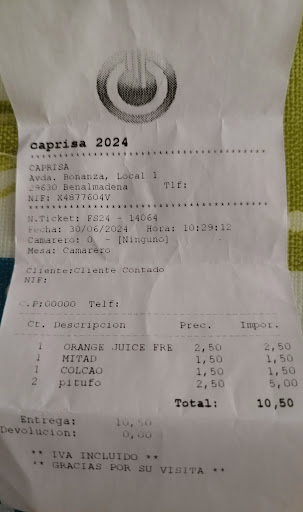 caprisa 2024
****************************************
CAPRISA
Avda. Bonanza, Local 1
29630 Benalmadena Tlf:
NIF: X4877604V
****************************************
N.Ticket: FS24 - 14064
Fecha: 30/06/2024 Hora: 10:29:12
Camarero: 0 - [Ninguno]
Mesa: Camarero
Cliente:Cliente Contado
NIF:
C.P:00000 Telf:
Ct. Descripcion Prec. Impor.
1 ORANGE JUICE FRE 2,50 2,50
1 MITAD 1,50 1,50
1 COLCAO 1,50 1,50
2 pitufo 2,50 5,00
Total: 10,50
Entrega: 10,50
Devolucion: 0,00
** IVA INCLUIDO **
** GRACIAS POR SU VISITA **